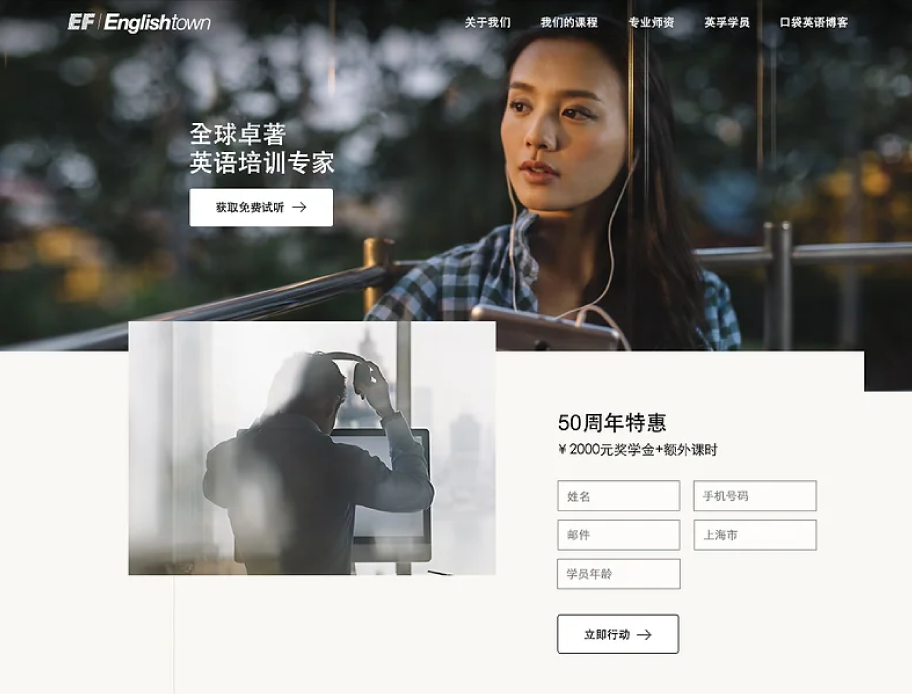 EF Englishtown
关于我们
我们的课程
专业师资
英孚学员
口袋英语博客
全球卓著
英语培训专家
获取免费试听 →
50周年特惠
¥2000元奖学金+额外课时
姓名
手机号码
邮件
上海市
学员年龄
立即行动 →